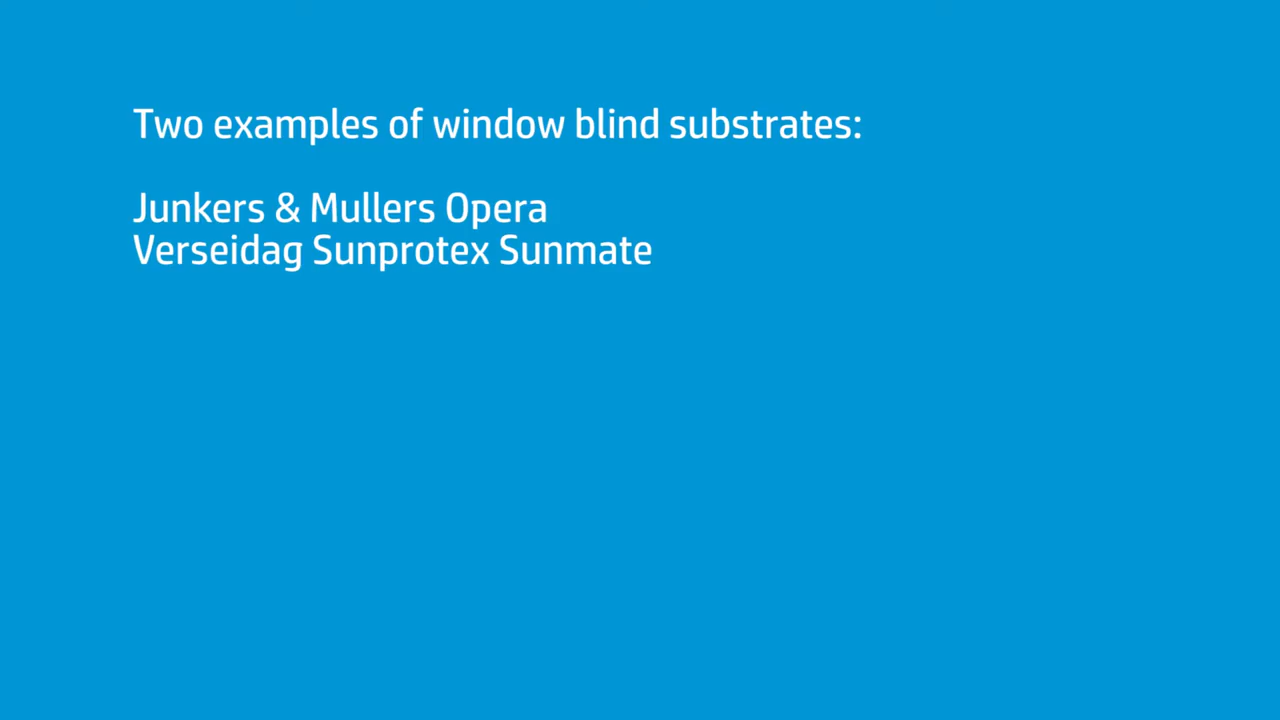 Two examples of window blind substrates:
Junkers & Mullers Opera
Verseidag Sunprotex Sunmate